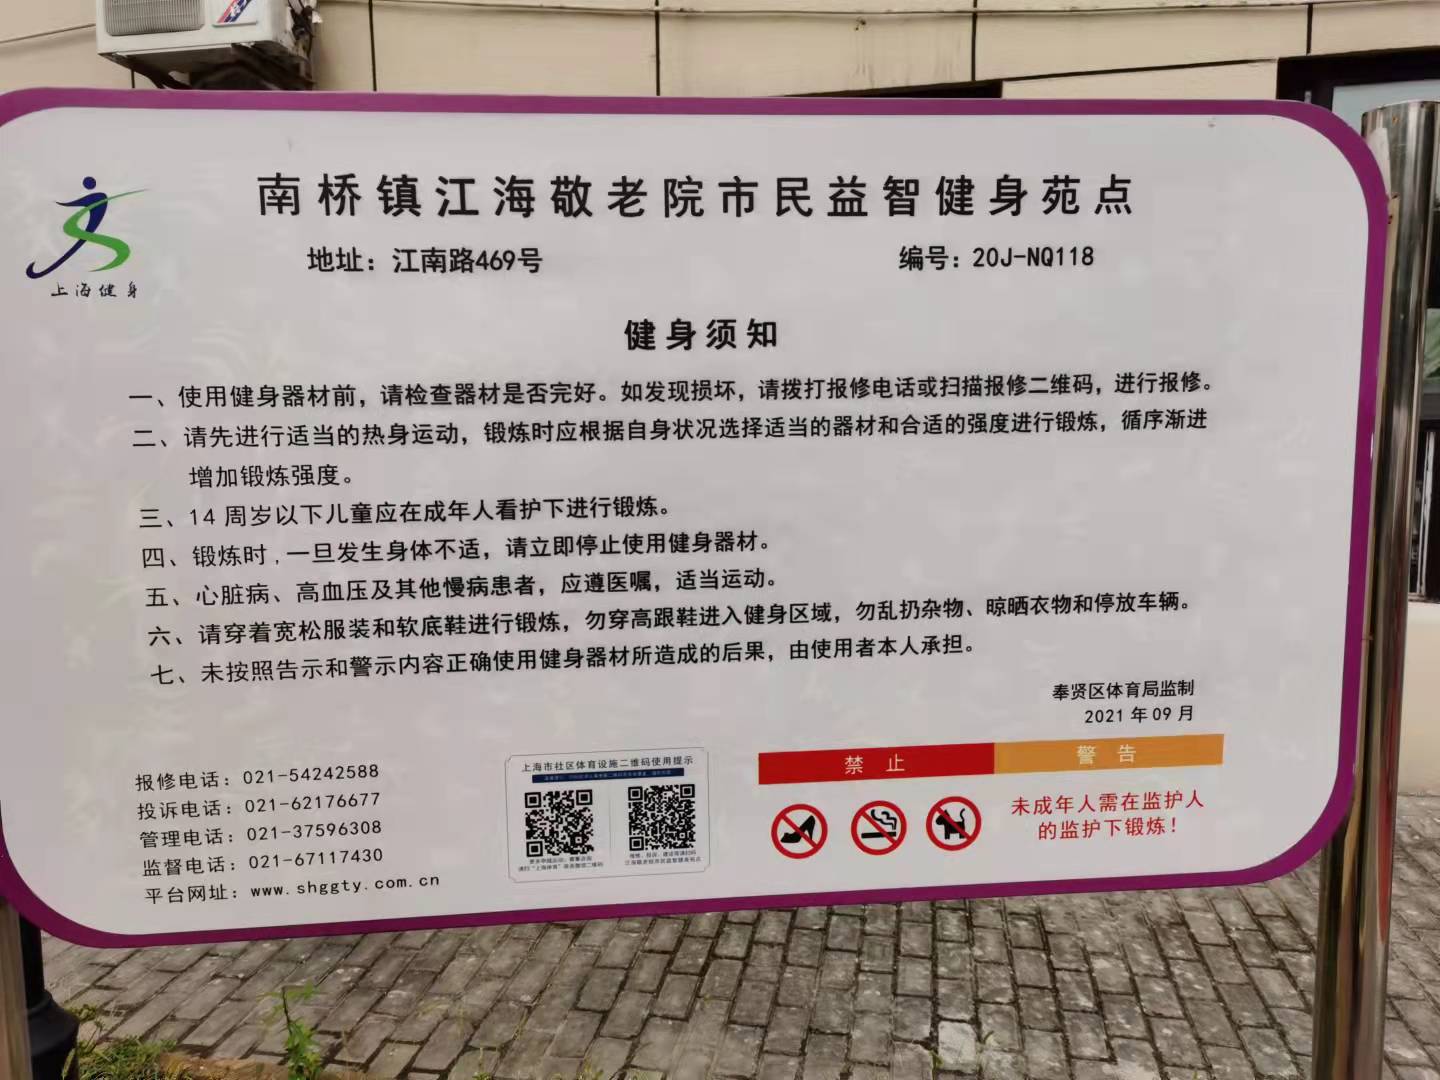 南桥镇江海敬老院市民益智健身苑点
上海健身
地址：江南路469号
编号：20J-NQ118
健身须知
一、使用健身器材前，请检查器材是否完好。如发现损坏，请拨打报修电话或扫描报修二维码，进行报修。
二、请先进行适当的热身运动，锻炼时应根据自身状况选择适当的器材和合适的强度进行锻炼，循序渐进
增加锻炼强度。
三、14周岁以下儿童应在成年人看护下进行锻炼。
四、锻炼时,一旦发生身体不适，请立即停止使用健身器材。
五、心脏病、高血压及其他慢病患者，应遵医嘱，适当运动。
六、请穿着宽松服装和软底鞋进行锻炼，勿穿高跟鞋进入健身区域，勿乱扔杂物、晾晒衣物和停放车辆。
七、未按照告示和警示内容正确使用健身器材所造成的后果，由使用者本人承担。
奉贤区体育局监制
2021年09月
报修电话：021-54242588
投诉电话：021-62176677
管理电话：021-37596308
监督电话：021-67117430
平台网址：www.shggty.com.cn
上海市社区体育设施二维码使用提示
禁止
警告
未成年人需在监护人
的监护下锻炼！